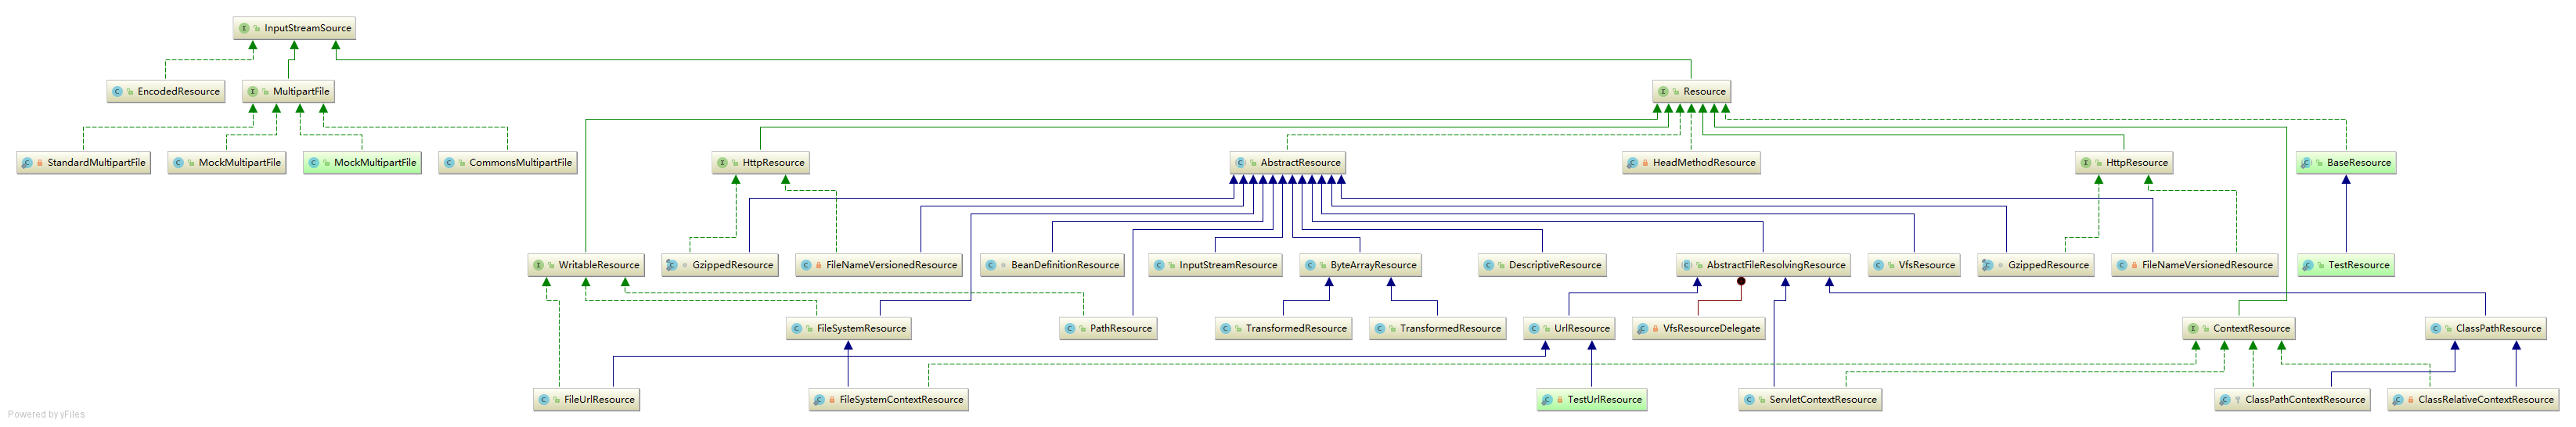 InputStreamSource
EncodedResource
MultipartFile
Resource
StandardMultipartFile
MockMultipartFile
MockMultipartFile
CommonsMultipartFile
HttpResource
AbstractResource
HeadMethodResource
HttpResource
BaseResource
WritableResource
GzippedResource
FileNameVersionedResource
BeanDefinitionResource
InputStreamResource
ByteArrayResource
DescriptiveResource
AbstractFileResolvingResource
VfsResource
GzippedResource
FileNameVersionedResource
TestResource
FileSystemResource
PathResource
TransformedResource
TransformedResource
UrlResource
VfsResourceDelegate
ContextResource
ClassPathResource
FileUrlResource
FileSystemContextResource
TestUrlResource
ServletContextResource
ClassPathContextResource
ClassRelativeContextResource
Powered by yFiles